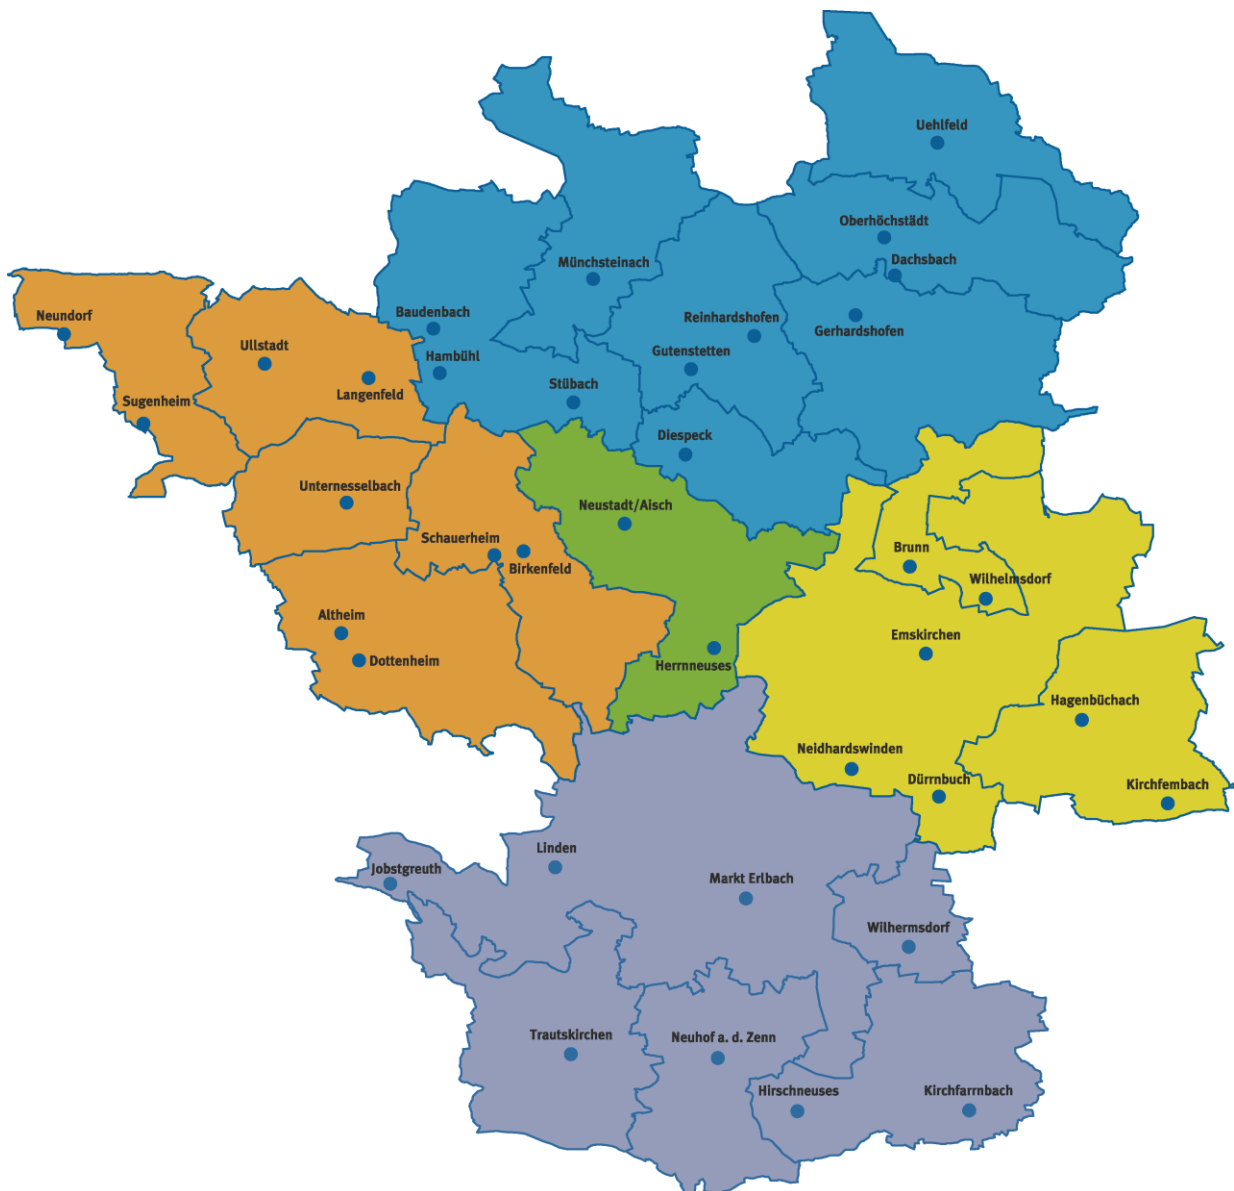 Uehlfeld
Oberhöchstädt
Dachsbach
Münchsteinach
Neundorf
Baudenbach
Reinhardshofen
Gerhardshofen
Ullstadt
Hambühl
Gutenstetten
Stübach
Langenfeld
Sugenheim
Diespeck
Unternesselbach
Neustadt/Aisch
Schauerheim
Birkenfeld
Brunn
Wilhelmsdorf
Altheim
Emskirchen
Dottenheim
Herrnneuses
Hagenbüchach
Neidhardswinden
Dürrnbuch
Kirchfembach
Linden
Jobstgreuth
Markt Erlbach
Wilhermsdorf
Trautskirchen
Neuhof a. d. Zenn
Hirschneuses
Kirchfarrnbach